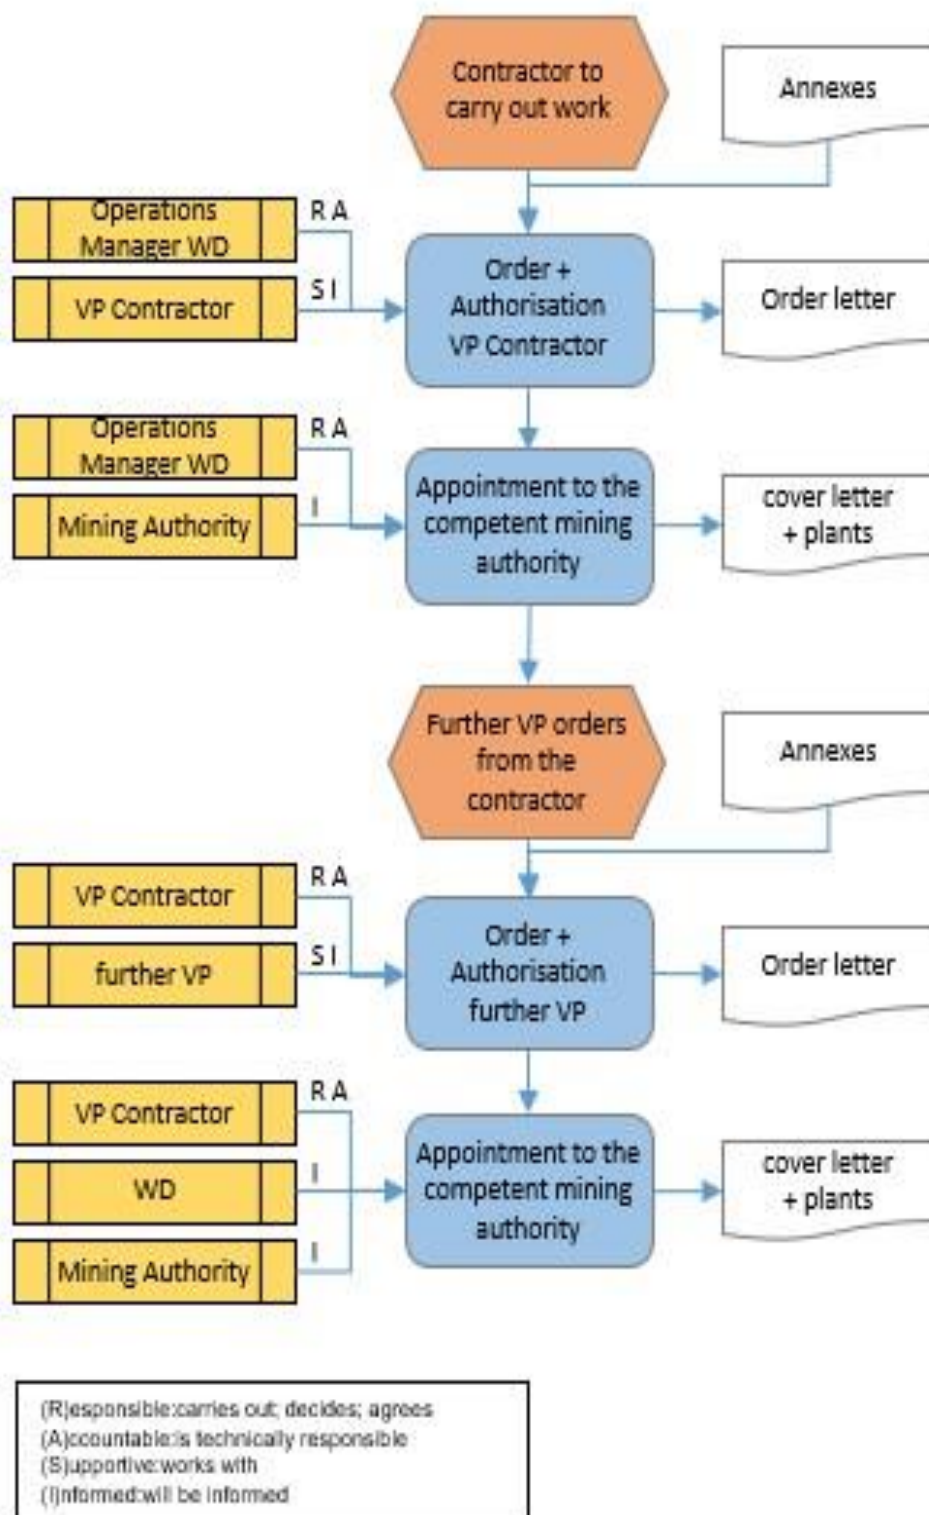 Contractor to
carry out work
Annexes
Operations
Manager WD
R A
VP Contractor
S I
Order +
Authorisation
VP Contractor
Order letter
Operations
Manager WD
R A
Mining Authority
I
Appointment to the
competent mining
authority
cover letter
+ plants
Further VP orders
from the
contractor
Annexes
VP Contractor
R A
further VP
S I
Order +
Authorisation
further VP
Order letter
VP Contractor
R A
WD
I
Mining Authority
I
Appointment to the
competent mining
authority
cover letter
+ plants
(R)esponsible:carries out; decides; agrees
(A)ccountable:is technically responsible
(S)upportive:works with
(I)nformed:will be informed